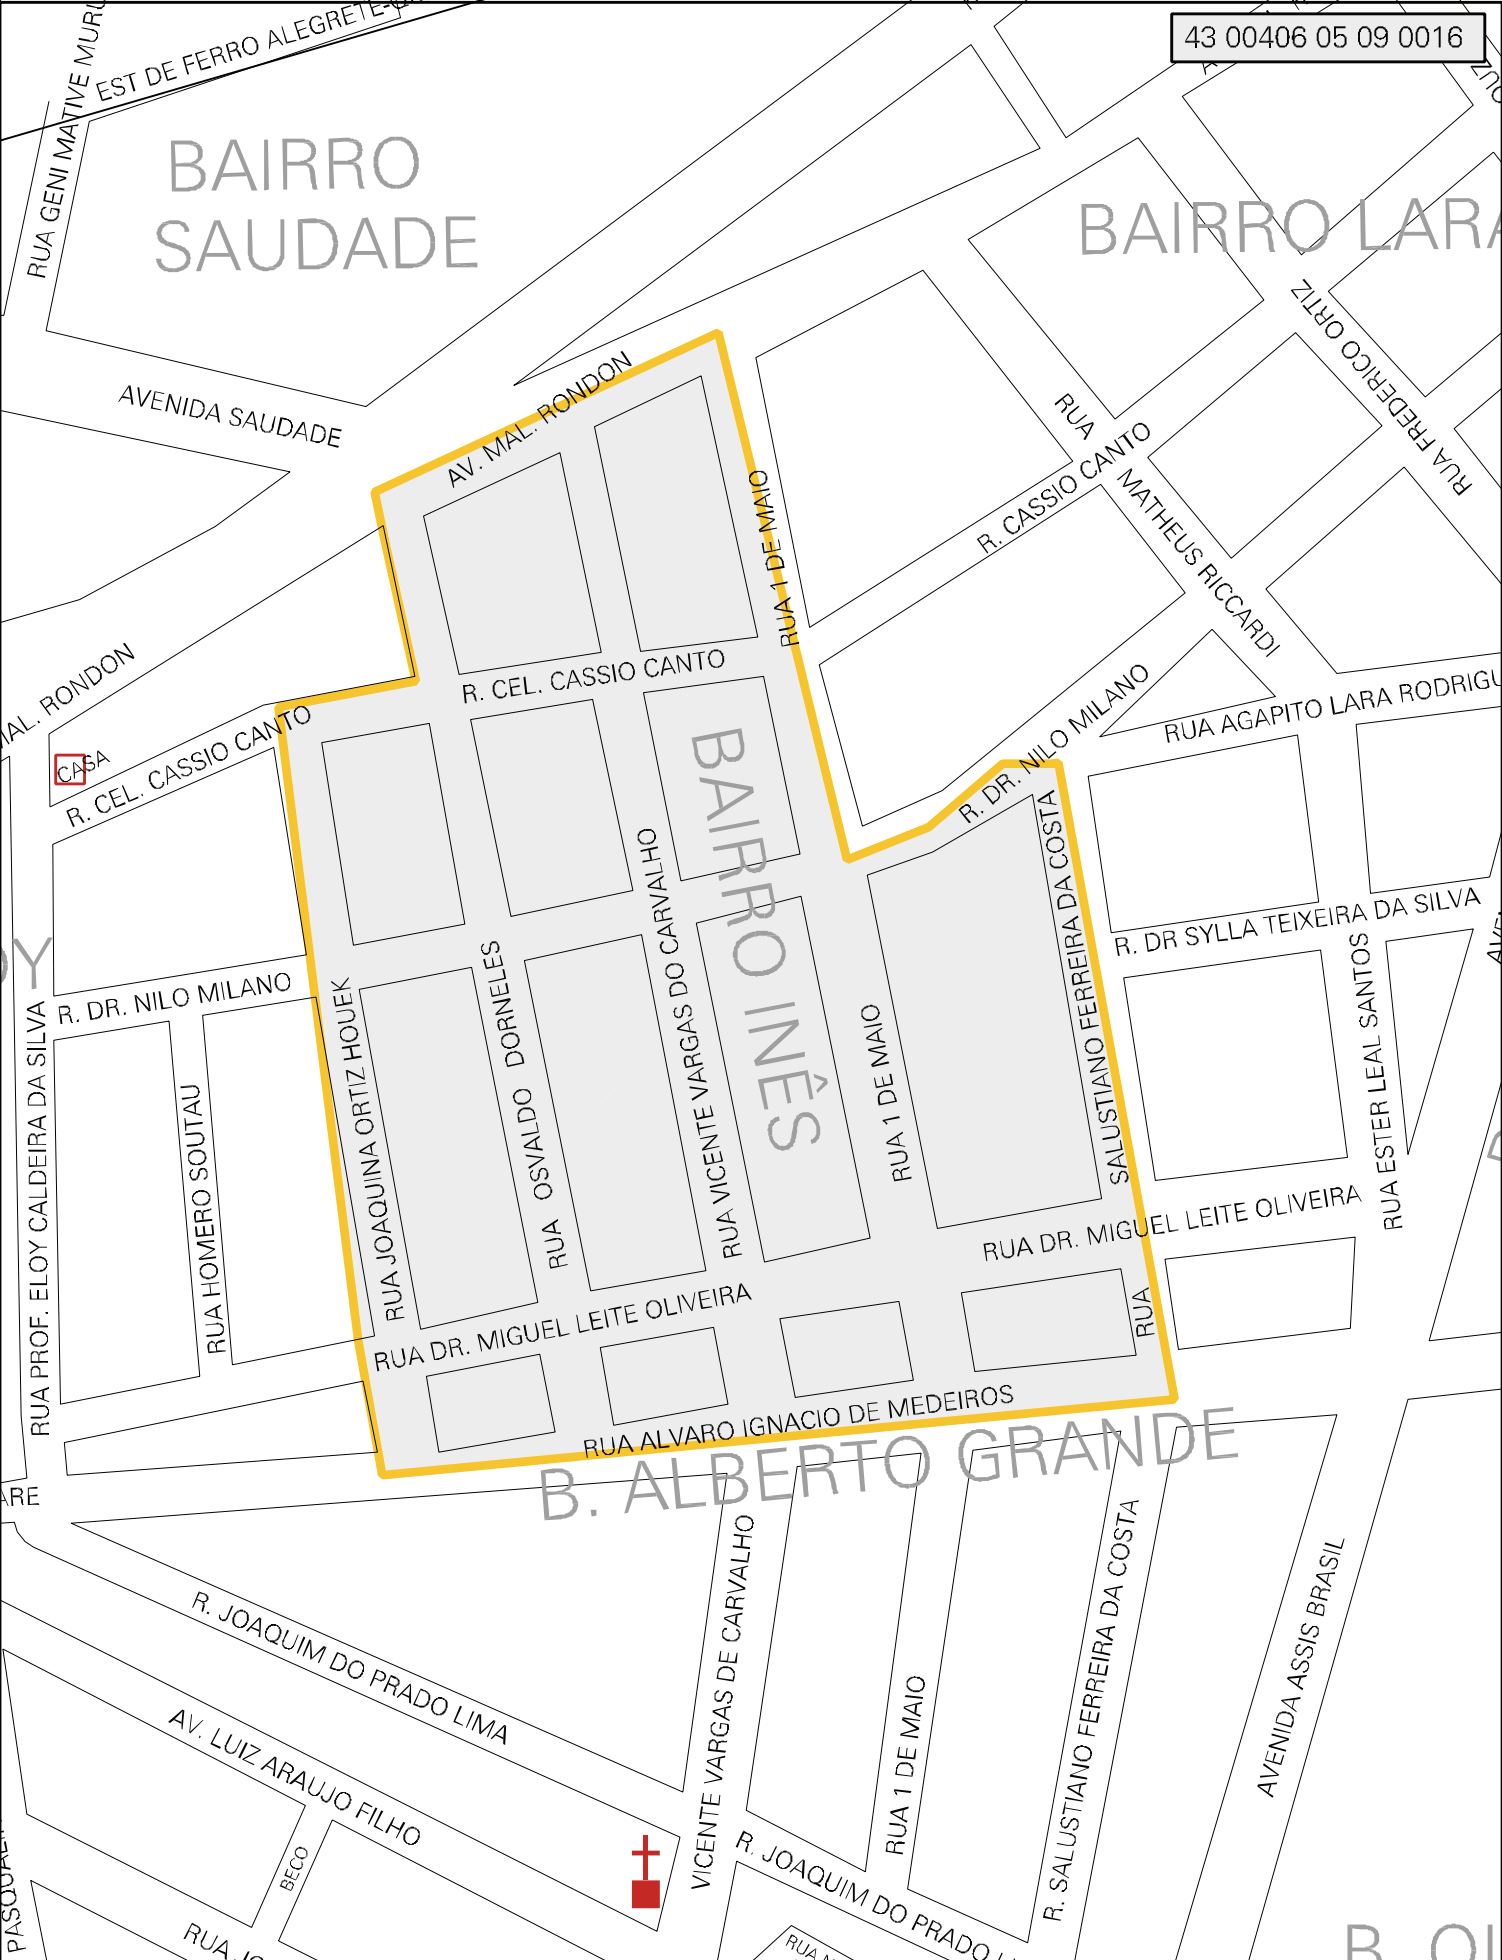 43 00406 05 09 0016
EST DE FERRO ALEGRETE-
RUA GENI MATIVE
BAIRRO
SAUDADE
BAIRRO LARA
AVENIDA SAUDADE
AV. MAL. RONDON
RUA FREDERICO ORTIZ
RUA MATHEUS RICCARDI
R. CASSIO CANTO
RUA 1 DE MAIO
MAL. RONDON
R. CEL. CASSIO CANTO
CASA
R. CEL. CASSIO CANTO
R. DR. NILO MILANO
RUA AGAPITO LARA RODRIGU
BAIRRO INÊS
R. DR SYLLA TEIXEIRA DA SILVA
OY
R. DR. NILO MILANO
RUA PROF. ELOY CALDEIRA DA SILVA
RUA HOMERO SOUTAU
RUA JOAQUINA ORTIZ HOUEK
RUA OSVALDO DORNELES
RUA VICENTE VARGAS DO CARVALHO
RUA 1 DE MAIO
RUA SALUSTIANO FERREIRA DA COSTA
RUA ESTER LEAL SANTOS
AVE.
RUA DR. MIGUEL LEITE OLIVEIRA
RUA DR. MIGUEL LEITE OLIVEIRA
RUA ALVARO IGNACIO DE MEDEIROS
B. ALBERTO GRANDE
ARE
R. JOAQUIM DO PRADO LIMA
AV. LUIZ ARAUJO FILHO
VICENTE VARGAS DE CARVALHO
RUA 1 DE MAIO
R. SALUSTIANO FERREIRA DA COSTA
AVENIDA ASSIS BRASIL
BECO
R. JOAQUIM DO PRADO
PASQUALI
RUA
RUA
B.